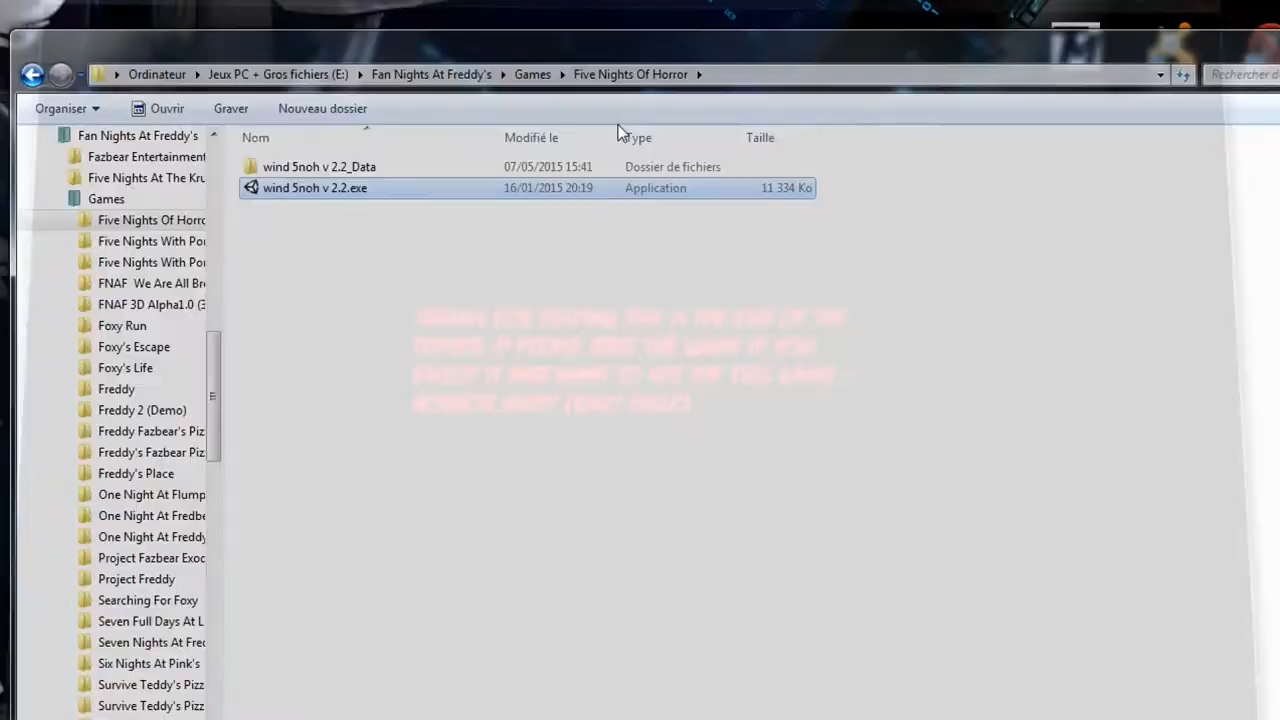 Ordinateur Jeux PC + Gros fichiers (E:) Fan Nights At Freddy's Games Five Nights Of Horror Rechercher d
Organiser Ouvrir Graver Nouveau dossier
Fan Nights At Freddy's
Fazbear Entertainment
Five Nights At The Kru
Games
Five Nights Of Horro
Five Nights With Por
Five Nights With Por
FNAF We Are All Bro
FNAF 3D Alpha1.0 (3
Foxy Run
Foxy's Escape
Foxy's Life
Freddy
Freddy 2 (Demo)
Freddy Fazbear's Piz
Freddy's Fazbear Piz
Freddy's Place
One Night At Flump
One Night At Fredbe
One Night At Freddy
Project Fazbear Exoc
Project Freddy
Searching For Foxy
Seven Full Days At L
Seven Nights At Fred
Six Nights At Pink's
Survive Teddy's Pizz
Survive Teddy's Pizz
Nom Modifié le Type Taille
wind 5noh v 2.2_Data 07/05/2015 15:41 Dossier de fichiers
wind 5noh v 2.2.exe 16/01/2015 20:19 Application 11 334 Ko